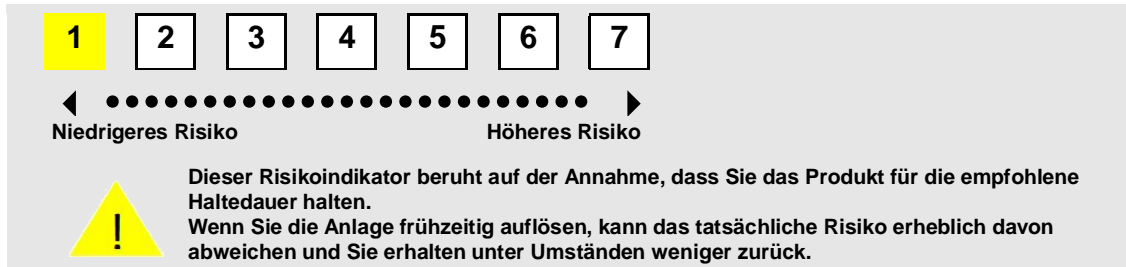 1 2 3 4 5 6 7
Niedrigeres Risiko Höheres Risiko
Dieser Risikoindikator beruht auf der Annahme, dass Sie das Produkt für die empfohlene
Haltedauer halten.
Wenn Sie die Anlage frühzeitig auflösen, kann das tatsächliche Risiko erheblich davon
abweichen und Sie erhalten unter Umständen weniger zurück.
!